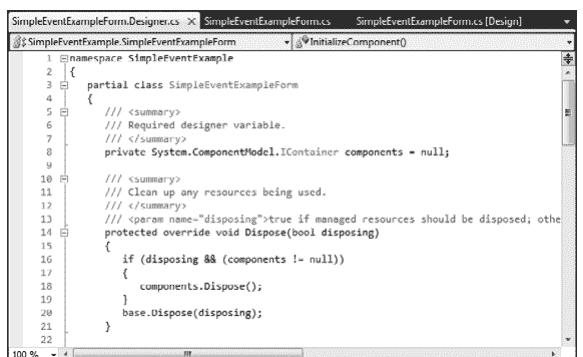 SimpleEventExampleForm.Designer.cs × SimpleEventExampleForm.cs SimpleEventExampleForm.cs [Design]
SimpleEventExample.SimpleEventExampleForm InitializeComponent()
1 namespace SimpleEventExample
2 {
3 partial class SimpleEventExampleForm
4 {
5 /// <summary>
6 /// Required designer variable.
7 /// </summary>
8 private System.ComponentModel.IContainer components = null;
9
10 /// <summary>
11 /// Clean up any resources being used.
12 /// </summary>
13 /// <param name="disposing">true if managed resources should be disposed; othe
14 protected override void Dispose(bool disposing)
15 {
16 if (disposing && (components != null))
17 {
18 components.Dispose();
19 }
20 base.Dispose(disposing);
21 }
22
100 %